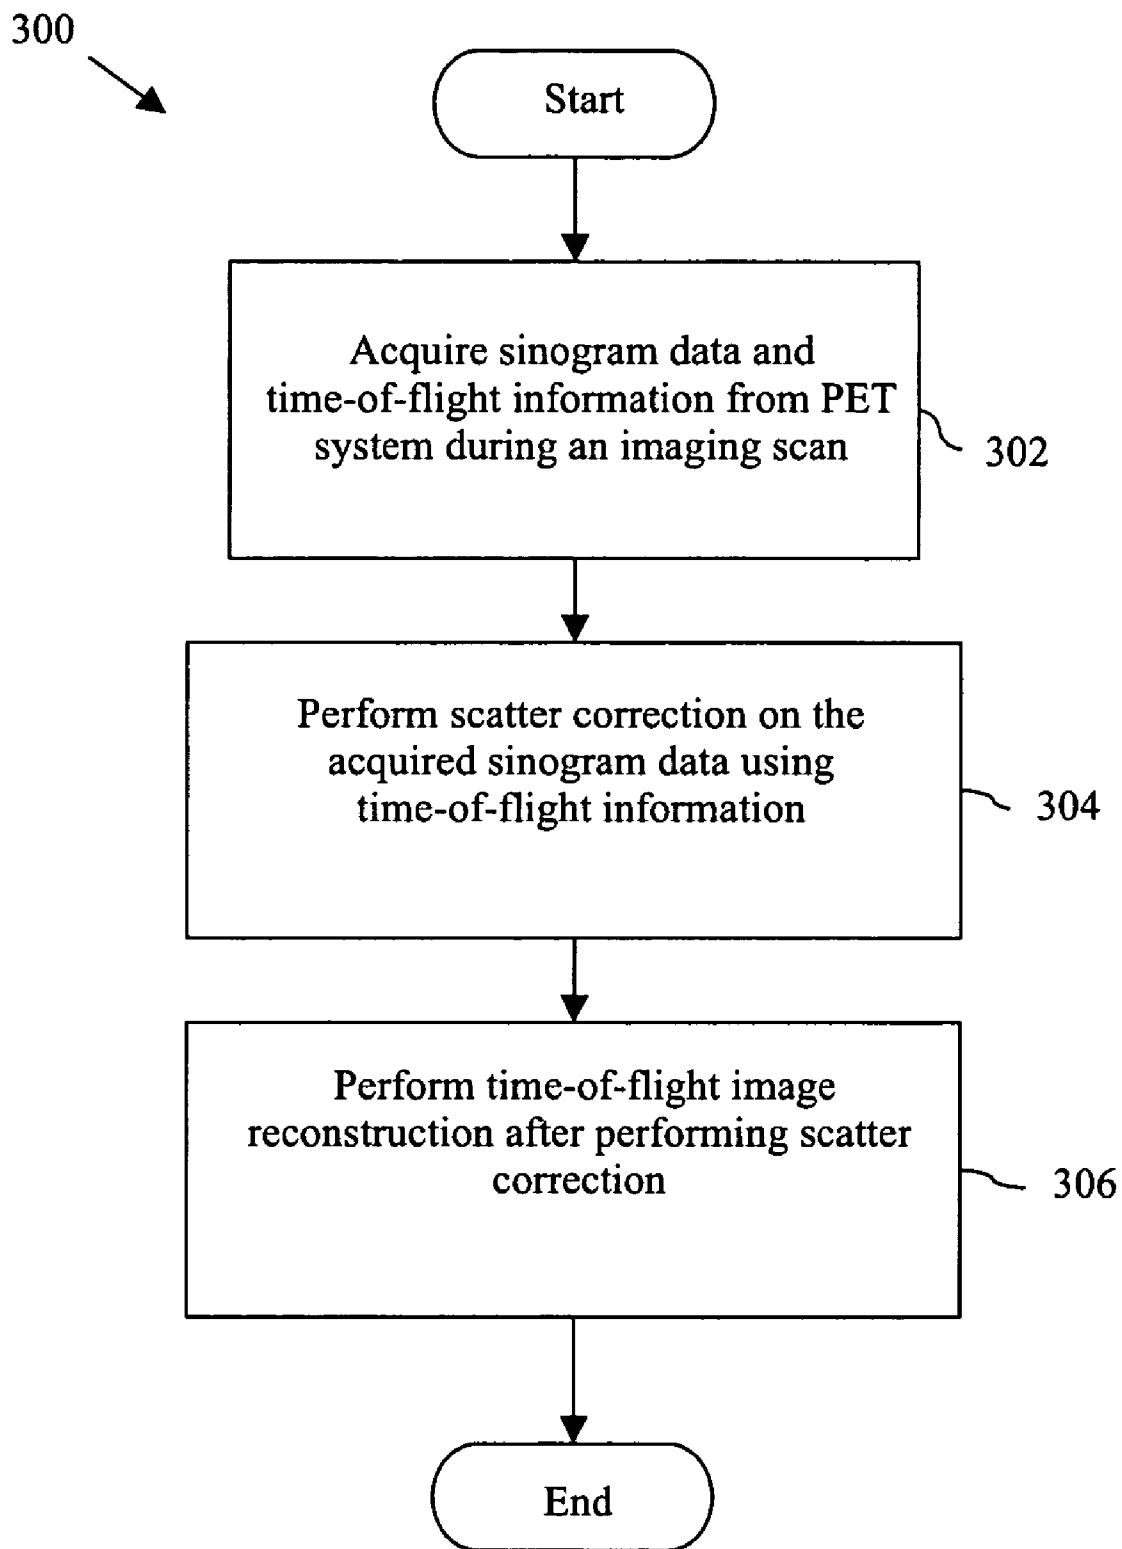 300
Start
Acquire sinogram data and
time-of-flight information from PET
system during an imaging scan
302
Perform scatter correction on the
acquired sinogram data using
time-of-flight information
304
Perform time-of-flight image
reconstruction after performing scatter
correction
306
End